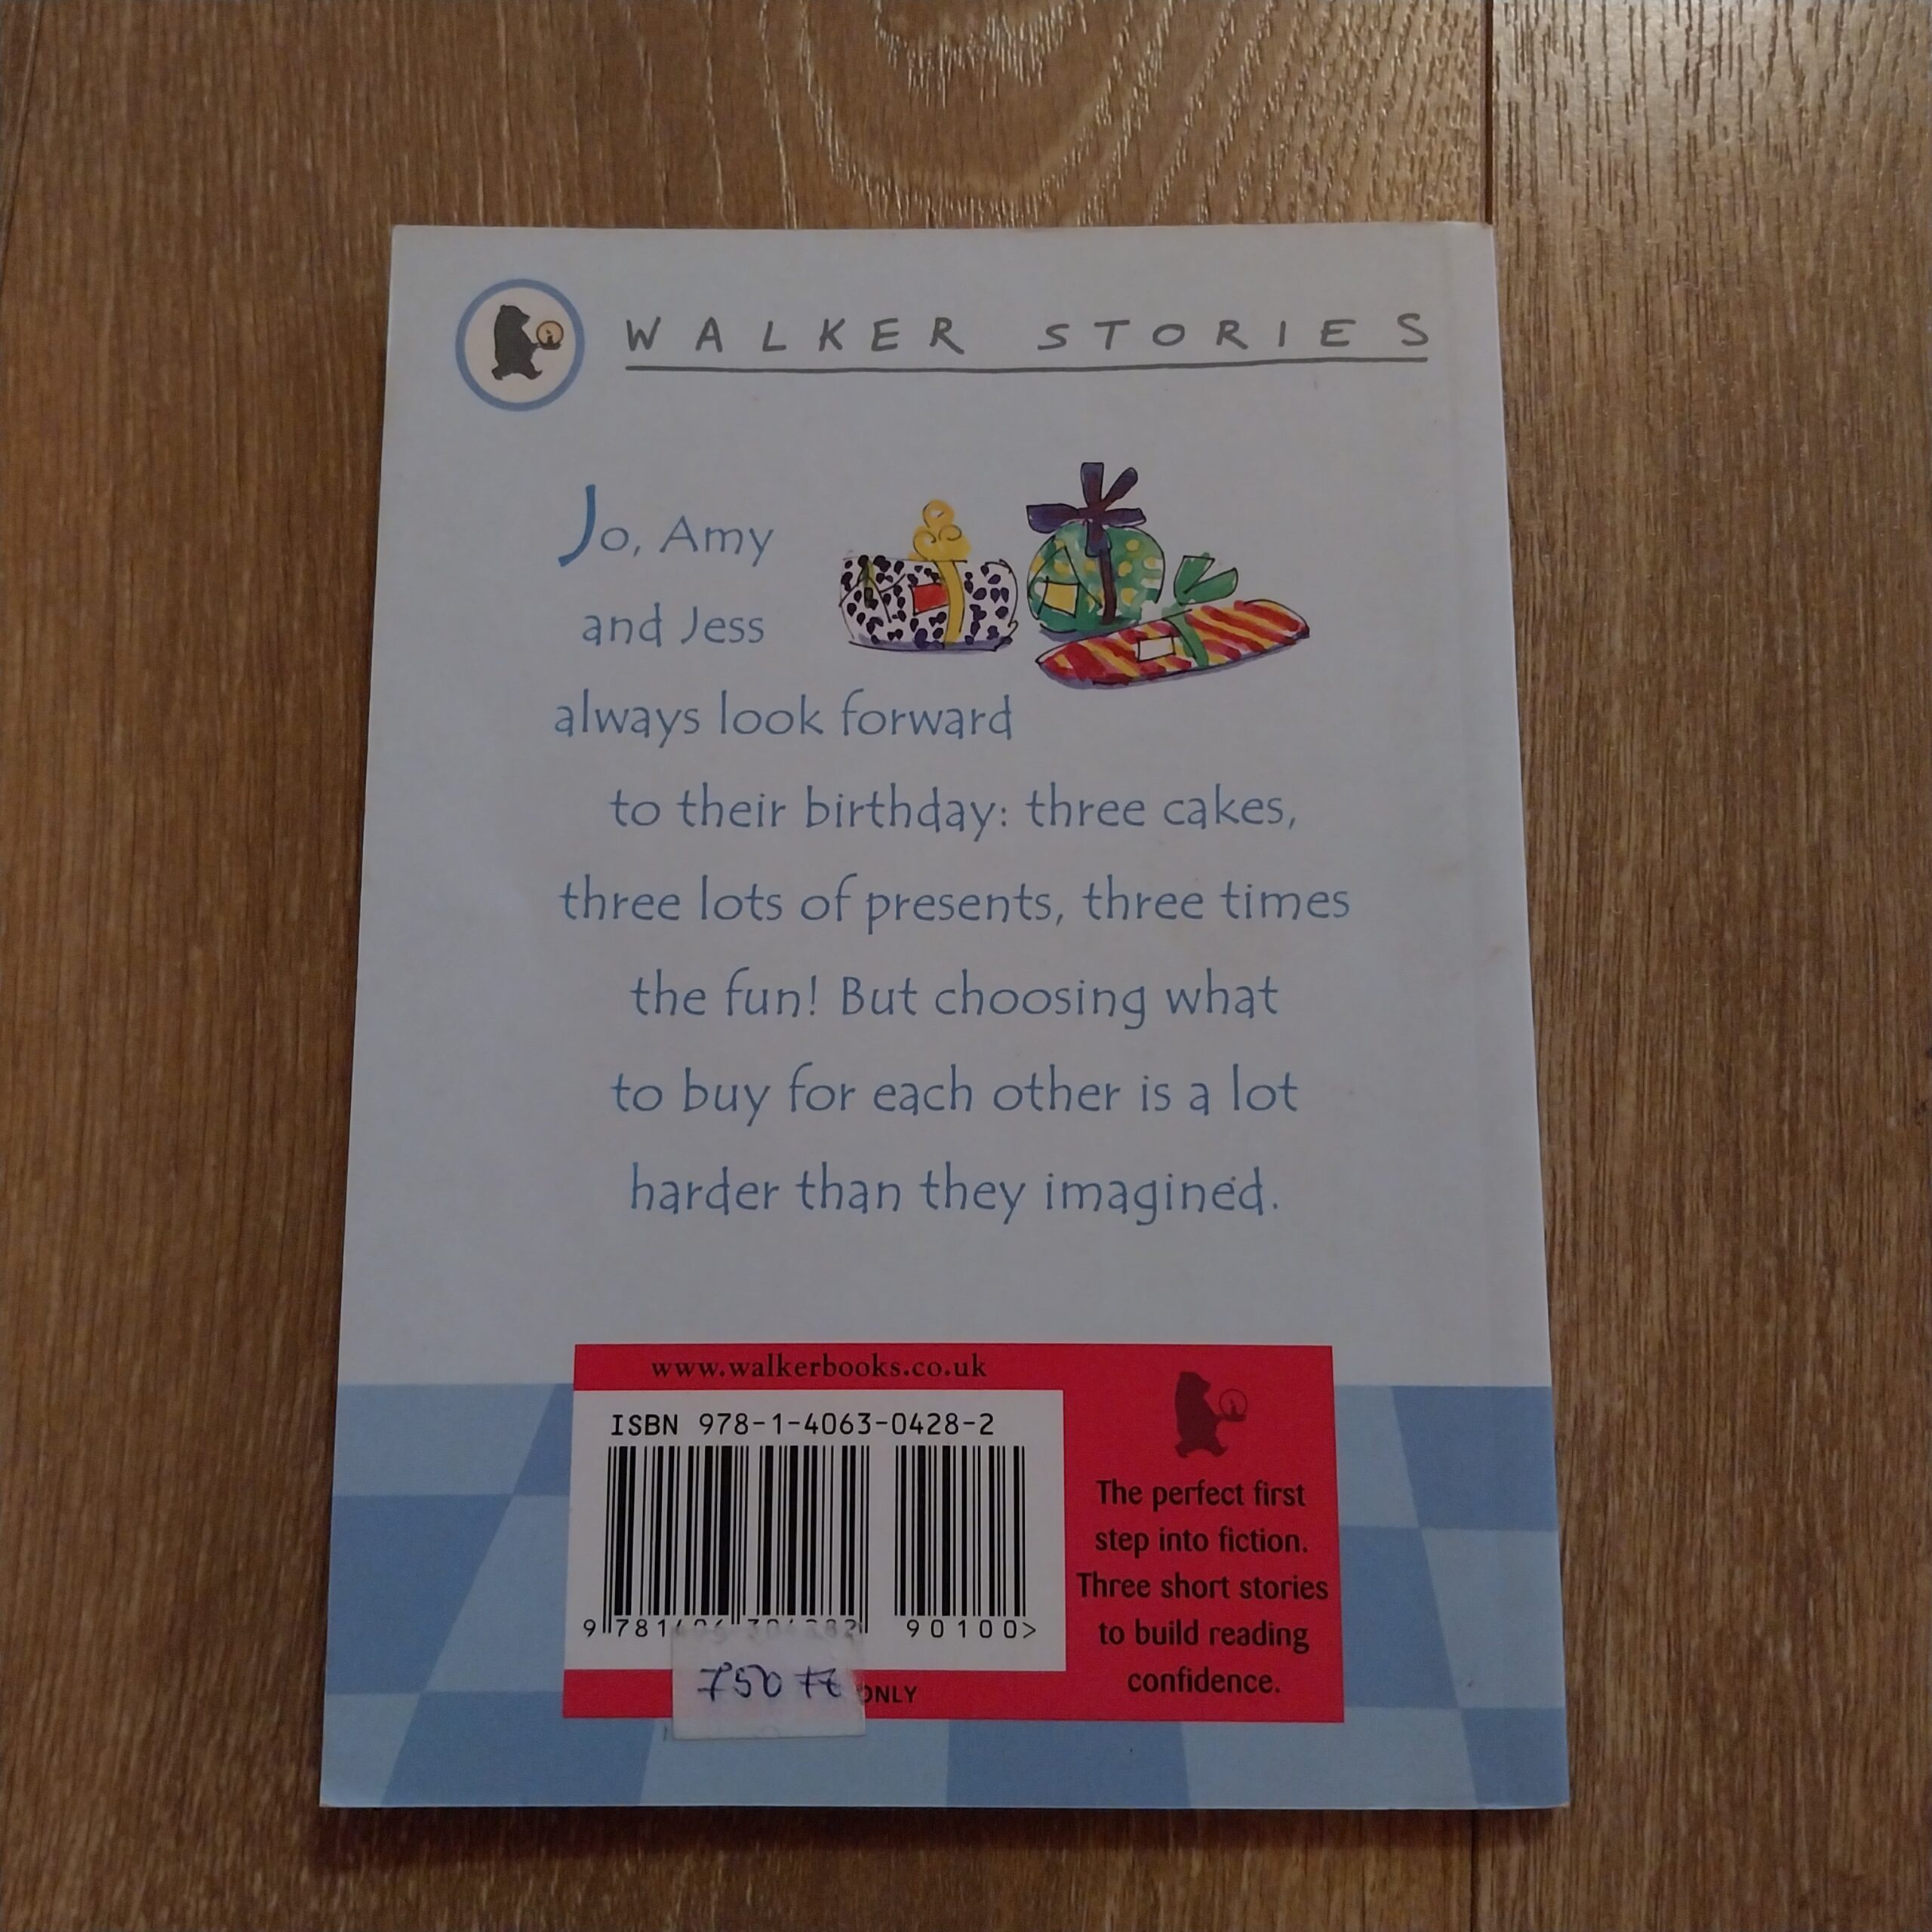 WALKER STORIES
Jo, Amy
and Jess
always look forward
to their birthday: three cakes,
three lots of presents, three times
the fun! But choosing what
to buy for each other is a lot
harder than they imagined.
www.walkerbooks.co.uk
ISBN 978-1-4063-0428-2
90100>
750 Ft
ONLY
The perfect first
step into fiction.
Three short stories
to build reading
confidence.